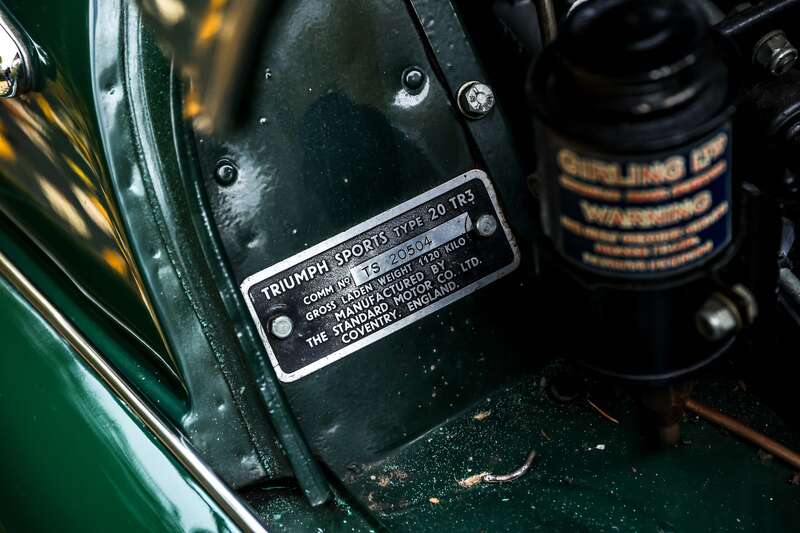 TRIUMPH SPORTS TYPE 20 TR3
COMM NO TS 20504
GROSS LADEN WEIGHT 1120 KILO
MANUFACTURED BY
THE STANDARD MOTOR CO. LTD.
COVENTRY. ENGLAND.
GIRLING LTD
WARNING